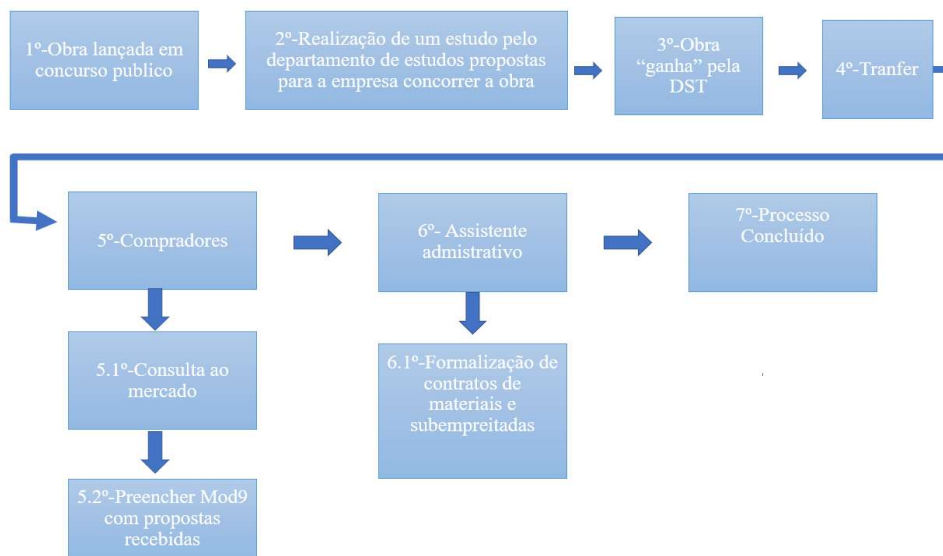 1º-Obra lançada em
concurso publico
2º-Realização de um estudo pelo
departamento de estudos propostas
para a empresa concorrer a obra
3º-Obra
“ganha” pela
DST
4º-Tranfer
5º-Compradores
5.1º-Consulta ao
mercado
5.2º-Preencher Mod9
com propostas
recebidas
6º- Assistente
admistrativo
6.1º-Formalização de
contratos de
materiais e
subempreitadas
7º-Processo
Concluído